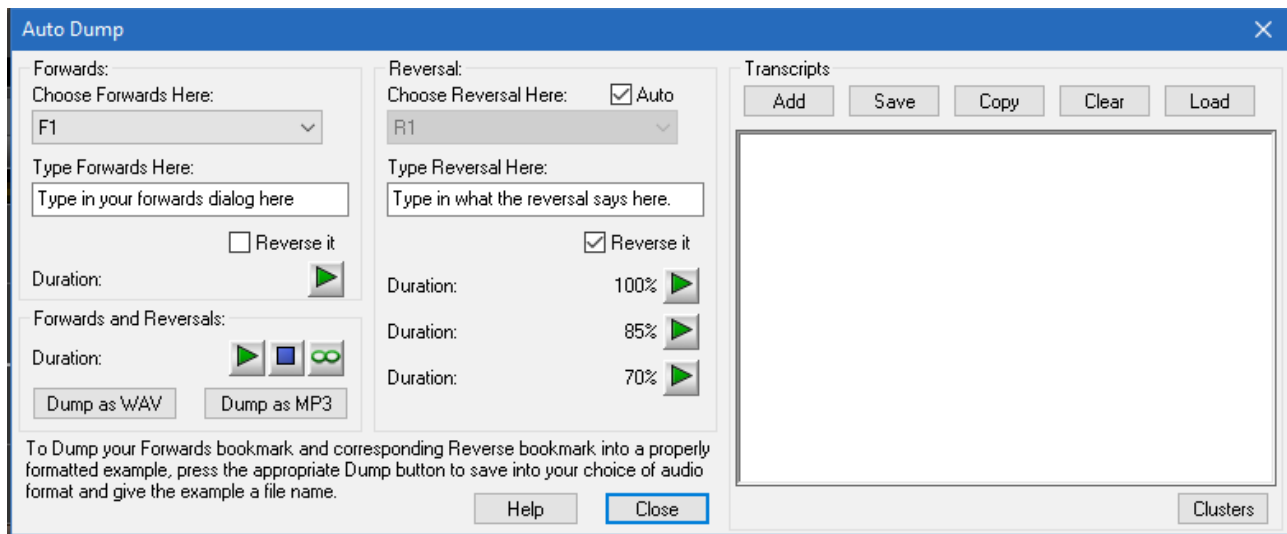 Auto Dump
Forwards:
Choose Forwards Here:
F1
Type Forwards Here:
Type in your forwards dialog here
Reverse it
Duration:
Forwards and Reversals:
Duration:
Dump as WAV
Dump as MP3
Reversal:
Choose Reversal Here:
Auto
R1
Type Reversal Here:
Type in what the reversal says here.
Reverse it
Duration: 100%
Duration: 85%
Duration: 70%
To Dump your Forwards bookmark and corresponding Reverse bookmark into a properly
formatted example, press the appropriate Dump button to save into your choice of audio
format and give the example a file name.
Help
Close
Transcripts
Add
Save
Copy
Clear
Load
Clusters